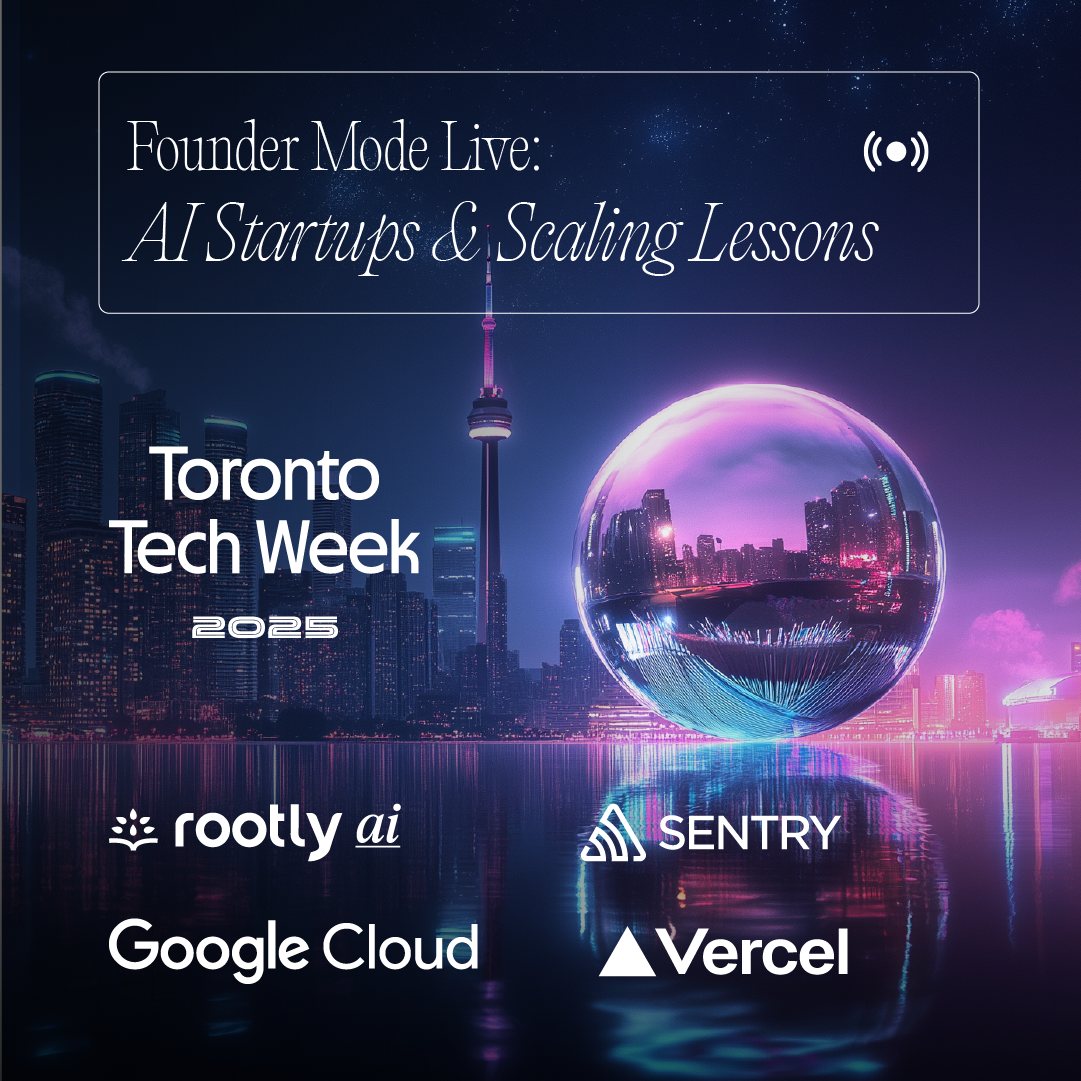 Founder Mode Live:
AI Startups & Scaling Lessons
Toronto
Tech Week
2025
rootly ai
SENTRY
Google Cloud
Vercel